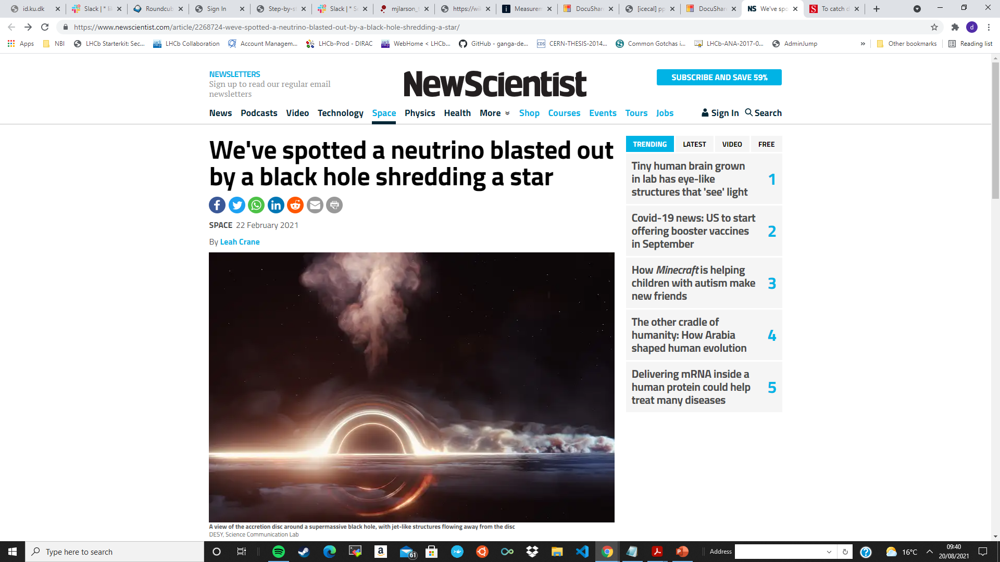 id.ku.dk
Slack | * li
Roundcub
Sign In
Step-by-s
Slack | * S
mjlarson_t
https://wi
Measurem
DocuShar
[icecal] pp
DocuShar
We've spo
To catch d
https://www.newscientist.com/article/2268724-weve-spotted-a-neutrino-blasted-out-by-a-black-hole-shredding-a-star/
Apps
NBI
LHCb Starterkit: Sec...
LHCb Collaboration
Account Managem...
LHCb-Prod - DIRAC
WebHome < LHCb...
GitHub - ganga-de...
CERN-THESIS-2014...
Common Gotchas i...
LHCb-ANA-2017-0...
AdminJump
»
Other bookmarks
Reading list
NEWSLETTERS
Sign up to read our regular email
newsletters
NewScientist
SUBSCRIBE AND SAVE 59%
News Podcasts Video Technology Space Physics Health More Shop Courses Events Tours Jobs
Sign In Search
We've spotted a neutrino blasted out
by a black hole shredding a star
SPACE 22 February 2021
By Leah Crane
A view of the accretion disc around a supermassive black hole, with jet-like structures flowing away from the disc
DESY, Science Communication Lab
TRENDING LATEST VIDEO FREE
Tiny human brain grown
in lab has eye-like
structures that 'see' light
1
Covid-19 news: US to start
offering booster vaccines
in September
2
How Minecraft is helping
children with autism make
new friends
3
The other cradle of
humanity: How Arabia
shaped human evolution
4
Delivering mRNA inside a
human protein could help
treat many diseases
5
Type here to search
61
Address
16°C
09:40
20/08/2021